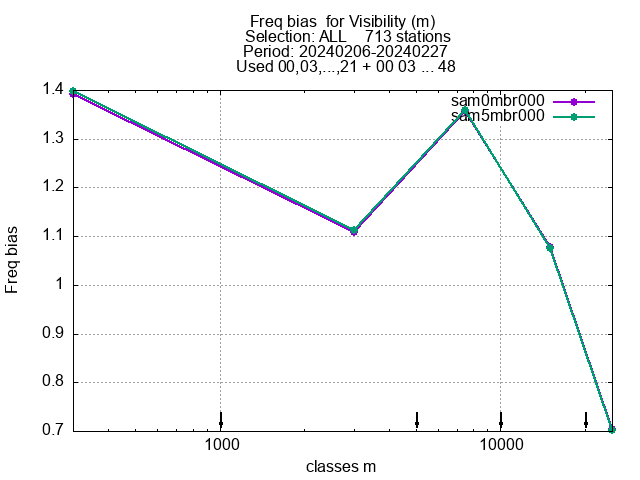 Freq bias  for Visibility (m)
Selection: ALL    713 stations
Period: 20240206-20240227
Used 00,03,...,21 + 00 03 ... 48
sam0mbr000
sam5mbr000
1.4
1.3
1.2
1.1
1
0.9
0.8
0.7
Freq bias
1000
10000
classes m